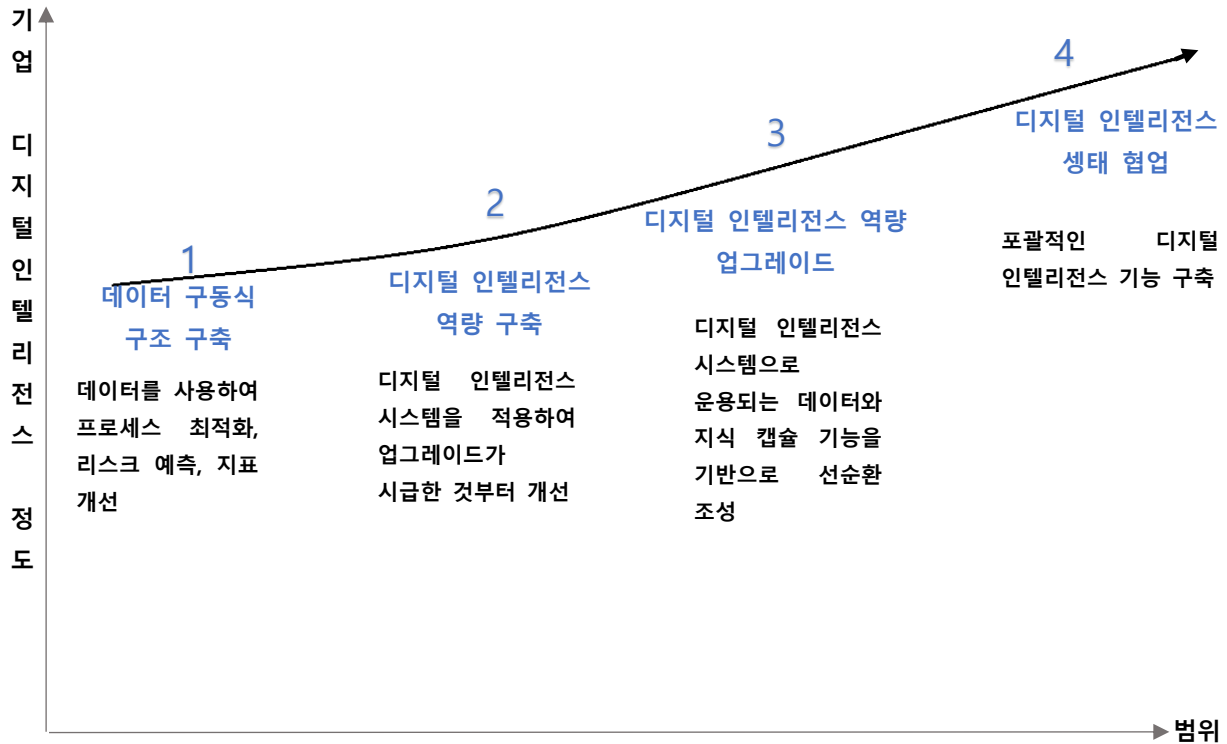 기업 디지털인텔리전스 정도
1
데이터 구동식
구조 구축
데이터를 사용하여
프로세스 최적화,
리스크 예측, 지표
개선
2
디지털 인텔리전스
역량 구축
디지털 인텔리전스
시스템을 적용하여
업그레이드가
시급한 것부터 개선
3
디지털 인텔리전스 역량
업그레이드
디지털 인텔리전스
시스템으로
운용되는 데이터와
지식 캡슐 기능을
기반으로 선순환
조성
4
디지털 인텔리전스
셍태 협업
포괄적인 디지털
인텔리전스 기능 구축
범위